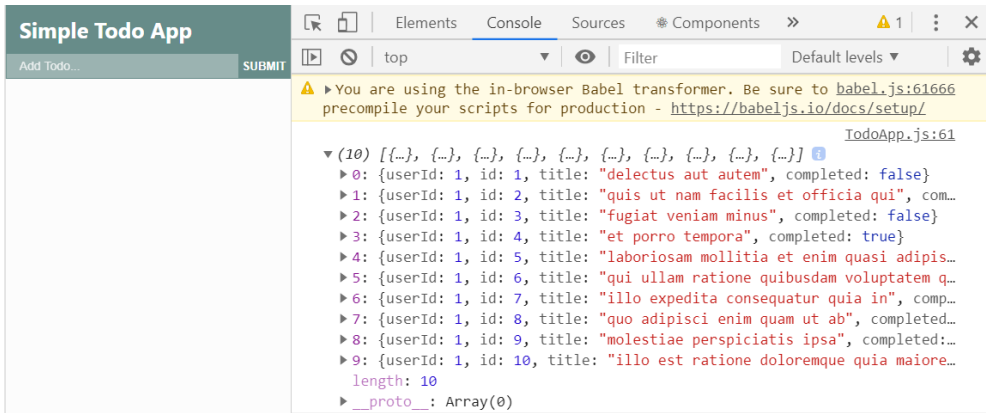 Simple Todo App
Add Todo...
SUBMIT
Elements Console Sources Components » 1
top Filter Default levels ▼
You are using the in-browser Babel transformer. Be sure to babel.js:61666
precompile your scripts for production - https://babeljs.io/docs/setup/
TodoApp.js:61
▼(10) [{…}, {…}, {…}, {…}, {…}, {…}, {…}, {…}, {…}, {…}] i
▶0: {userId: 1, id: 1, title: "delectus aut autem", completed: false}
▶1: {userId: 1, id: 2, title: "quis ut nam facilis et officia qui", com…
▶2: {userId: 1, id: 3, title: "fugiat veniam minus", completed: false}
▶3: {userId: 1, id: 4, title: "et porro tempora", completed: true}
▶4: {userId: 1, id: 5, title: "laboriosam mollitia et enim quasi adipis…
▶5: {userId: 1, id: 6, title: "qui ullam ratione quibusdam voluptatem q…
▶6: {userId: 1, id: 7, title: "illo expedita consequatur quia in", comp…
▶7: {userId: 1, id: 8, title: "quo adipisci enim quam ut ab", completed…
▶8: {userId: 1, id: 9, title: "molestiae perspiciatis ipsa", completed:…
▶9: {userId: 1, id: 10, title: "illo est ratione doloremque quia maiore…
length: 10
▶__proto__: Array(0)